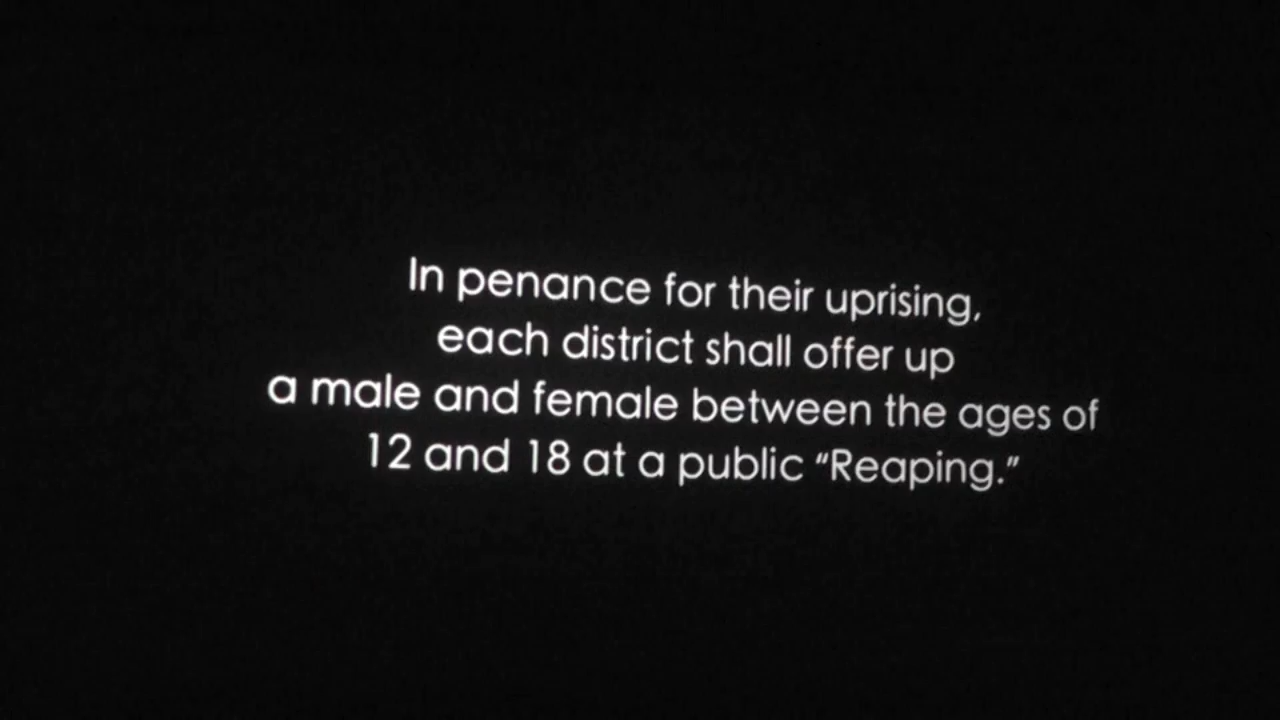 In penance for their uprising,
each district shall offer up
a male and female between the ages of
12 and 18 at a public “Reaping.”